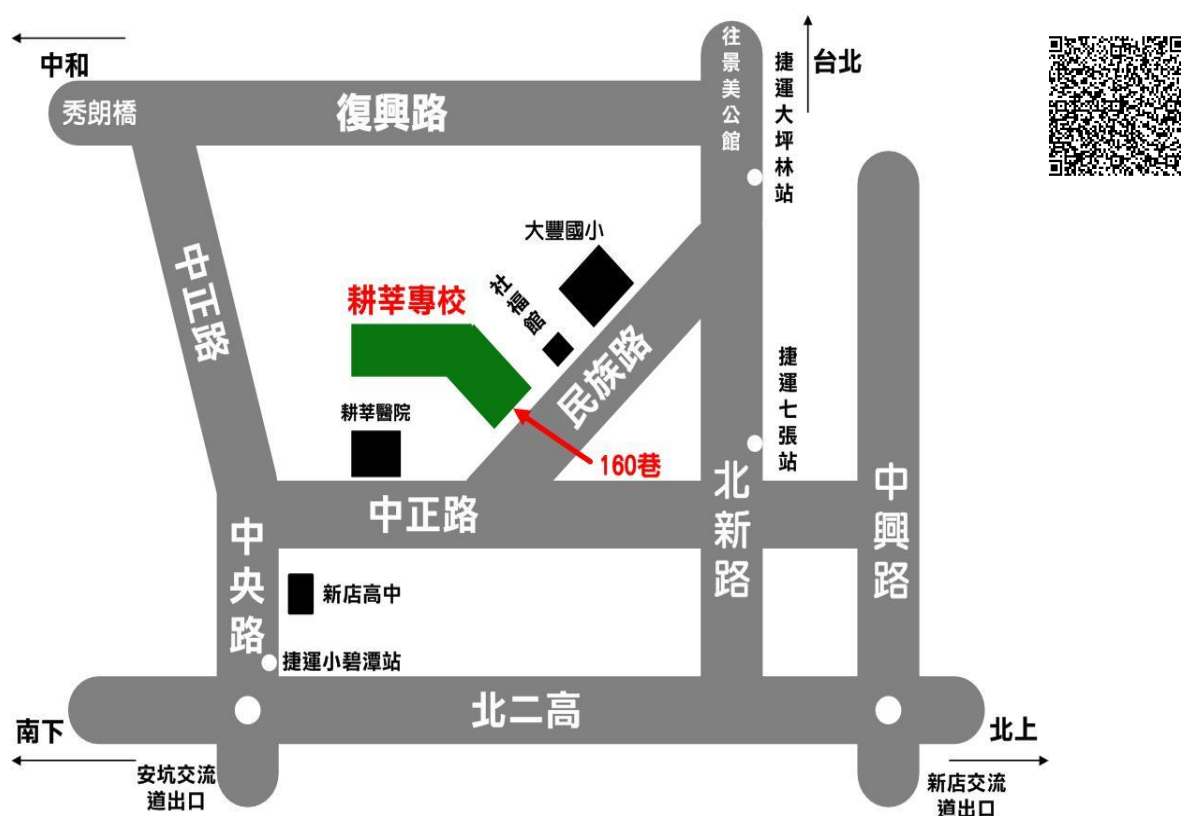 中和
秀朗橋
復興路
往景美公館
捷運大坪林站
台北
中正路
大豐國小
社福館
耕莘專校
民族路
耕莘醫院
160巷
捷運七張站
中正路
北新路
中興路
中央路
新店高中
捷運小碧潭站
北二高
南下
北上
安坑交流
道出口
新店交流
道出口